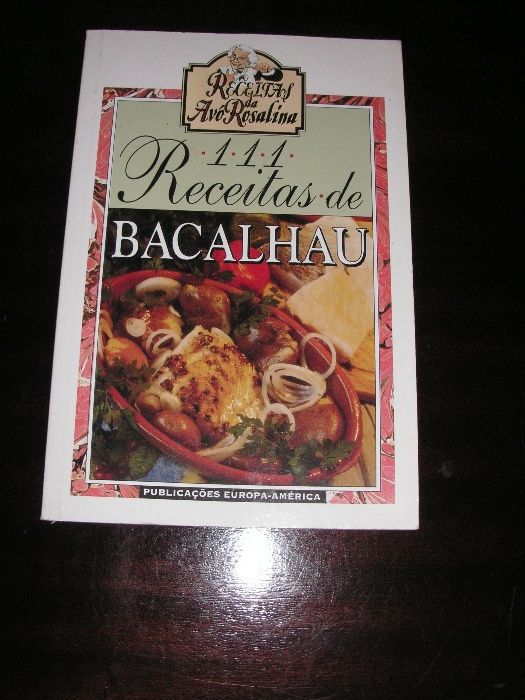 RECEITAS
da
Avó Rosalina
·1·1·1·
Receitas·de
BACALHAU
PUBLICAÇÕES EUROPA-AMÉRICA